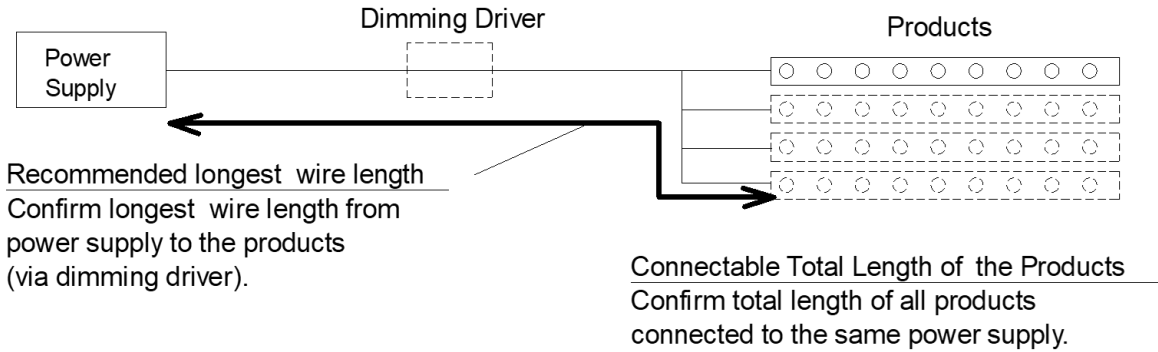 Dimming Driver
Products
Power
Supply
Recommended longest wire length
Confirm longest wire length from
power supply to the products
(via dimming driver).
Connectable Total Length of the Products
Confirm total length of all products
connected to the same power supply.